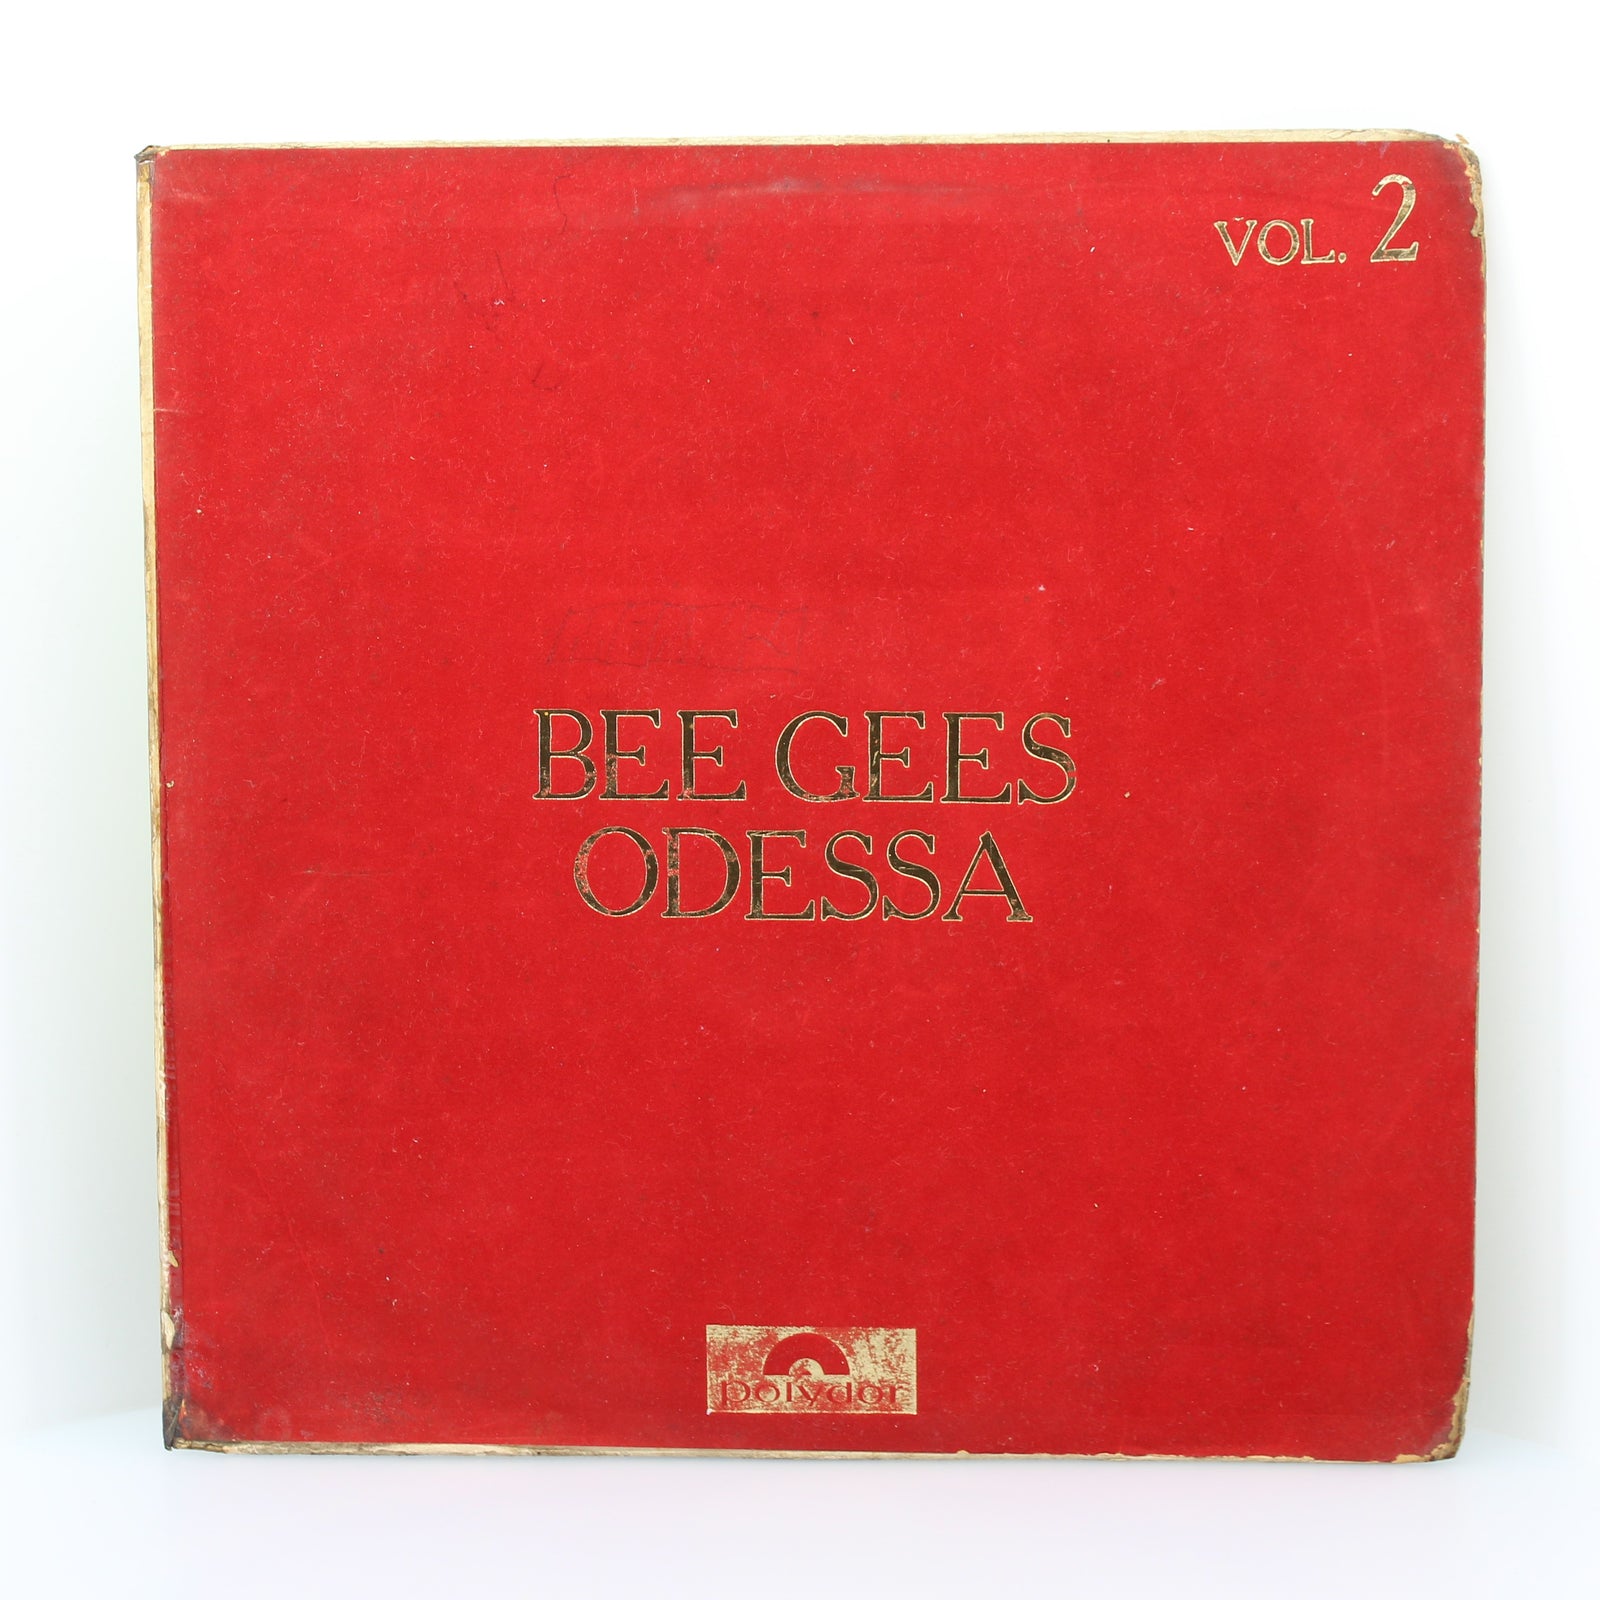 VOL. 2
BEE GEES
ODESSA
Polydor